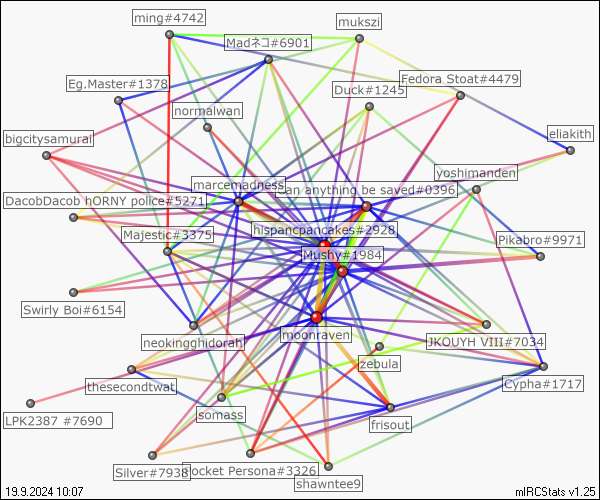 ming#4742
mukszi
Madネコ#6901
Eg.Master#1378
Fedora Stoat#4479
Duck#1245
normalwan
eliakith
bigcitysamurai
yoshimanden
marcemadness
can anything be saved#0396
DacobDacob hORNY police#5271
hispancpancakes#2928
Majestic#3375
Pikabro#9971
Mushy#1984
Swirly Boi#6154
moonraven
neokingghidorah
JKOUYH VIII#7034
zebula
thesecondtwat
Cypha#1717
somass
LPK2387 #7690
frisout
Silver#7938
ocket Persona#3326
shawntee9
19.9.2024 10:07
mIRCStats v1.25